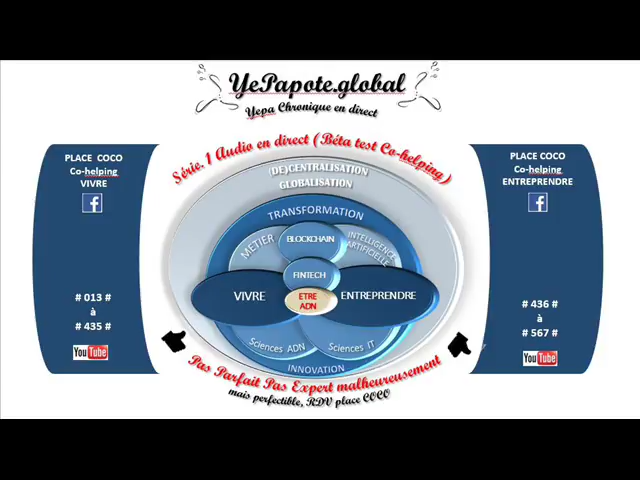 YePapote.global
Yepa Chronique en direct
Série.1 Audio en direct (Béta test Co-helping)
PLACE COCO
Co-helping
VIVRE
f
# 013 #
à
# 435 #
YouTube
(DE)CENTRALISATION
GLOBALISATION
TRANSFORMATION
METIER
BLOCKCHAIN
INTELLIGENCE
ARTIFICIELLE
FINTECH
VIVRE
ETRE
ADN
ENTREPRENDRE
Sciences ADN
Sciences IT
INNOVATION
PLACE COCO
Co-helping
ENTREPRENDRE
f
# 436 #
à
# 567 #
YouTube
Pas Parfait Pas Expert malheureusement
mais perfectible, RDV place COCO